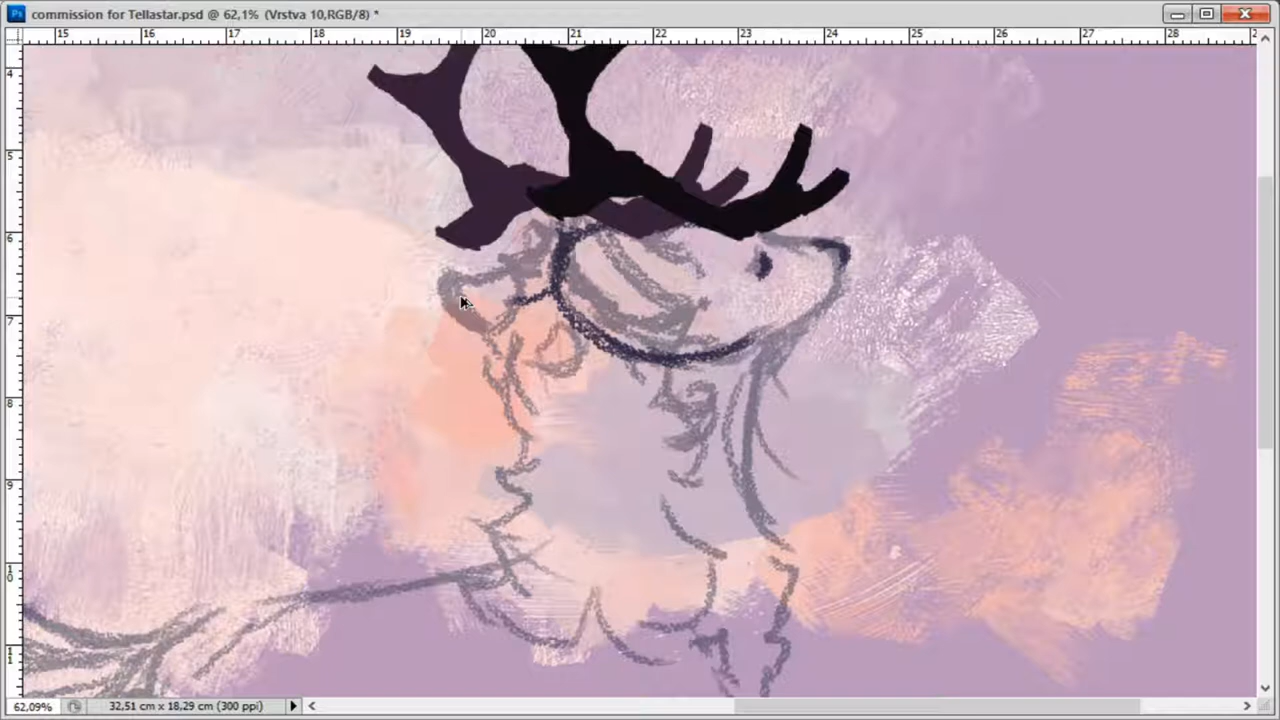 Ps commission for Tellastar.psd @ 62,1% (Vrstva 10,RGB/8) *
15 16 17 18 19 20 21 22 23 24 25 26 27 28 2
4
5
6
7
8
9
10
11
62,09% 32,51 cm x 18,29 cm (300 ppi)